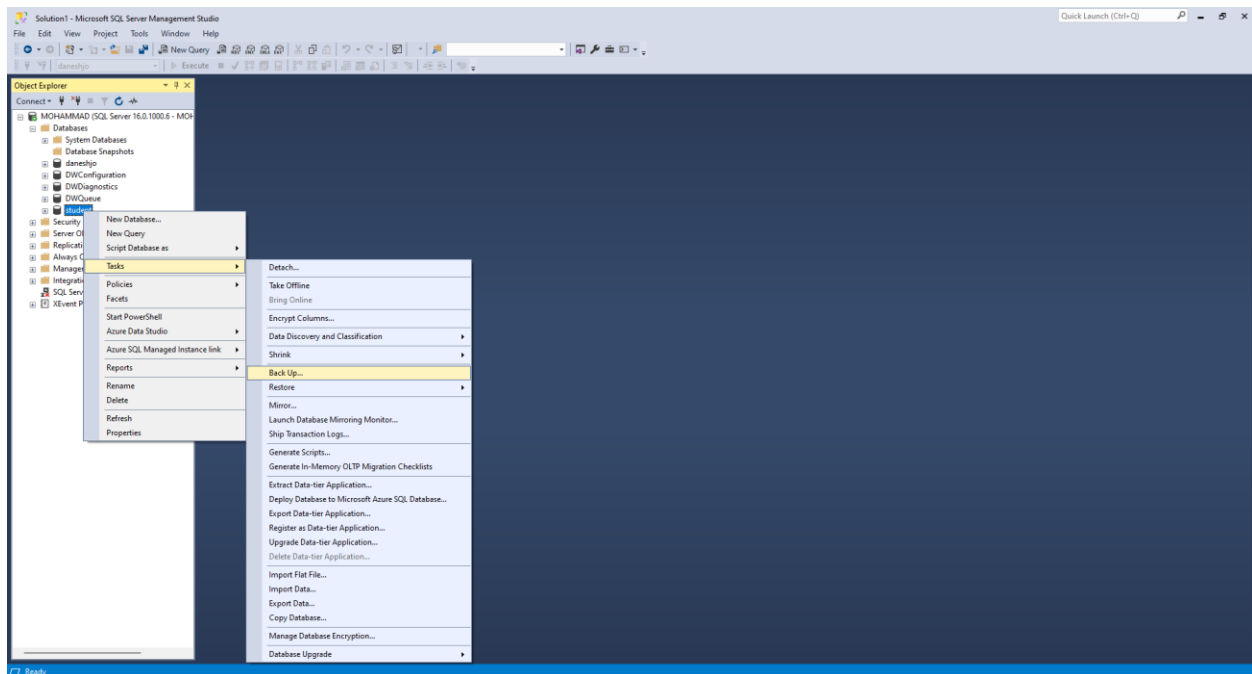 Solution1 - Microsoft SQL Server Management Studio
Quick Launch (Ctrl+Q)
File Edit View Project Tools Window Help
New Query
daneshjo
Execute
Object Explorer
Connect
MOHAMMAD (SQL Server 16.0.1000.6 - MOH
Databases
System Databases
Database Snapshots
daneshjo
DWConfiguration
DWDiagnostics
DWQueue
student
Security
Server Ol
Replicati
Always O
Manager
Integrati
SQL Serv
XEvent P
New Database...
New Query
Script Database as
Tasks
Policies
Facets
Start PowerShell
Azure Data Studio
Azure SQL Managed Instance link
Reports
Rename
Delete
Refresh
Properties
Detach...
Take Offline
Bring Online
Encrypt Columns...
Data Discovery and Classification
Shrink
Back Up...
Restore
Mirror...
Launch Database Mirroring Monitor...
Ship Transaction Logs...
Generate Scripts...
Generate In-Memory OLTP Migration Checklists
Extract Data-tier Application...
Deploy Database to Microsoft Azure SQL Database...
Export Data-tier Application...
Register as Data-tier Application...
Upgrade Data-tier Application...
Delete Data-tier Application...
Import Flat File...
Import Data...
Export Data...
Copy Database...
Manage Database Encryption...
Database Upgrade
Ready